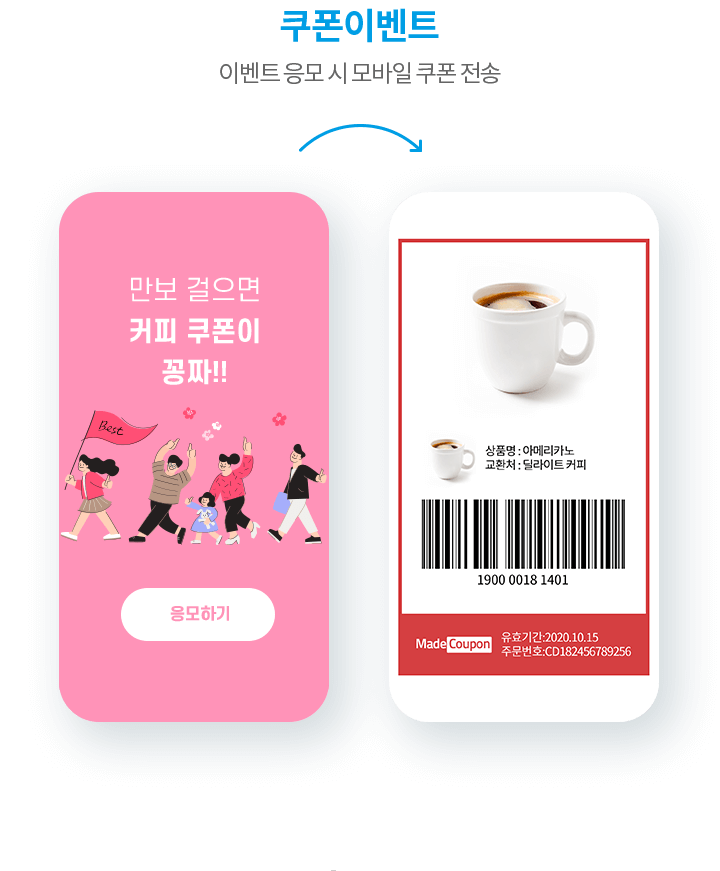 쿠폰이벤트
이벤트 응모 시 모바일 쿠폰 전송
만보 걸으면
커피 쿠폰이
꽁짜!!
Best
응모하기
상품명 : 아메리카노
교환처 : 딜라이트 커피
1900 0018 1401
MadeCoupon
유효기간:2020.10.15
주문번호:CD182456789256